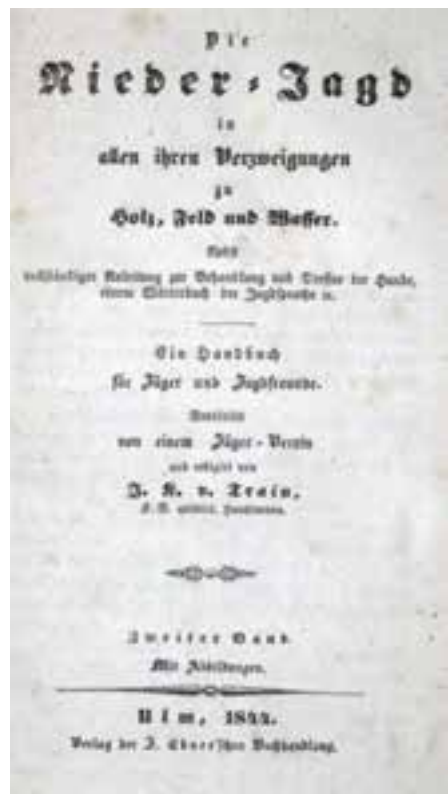 Die
Nieder-Jagd
in
allen ihren Verzweigungen
zu
Holz, Feld und Wasser.
Nebst
vollständiger Anleitung zur Behandlung und Dressur der Hunde,
einem Wörterbuch der Jagdsprache ꝛc.
Ein Handbuch
für Jäger und Jagdfreunde.
von einem Jäger-Verein
und redigirt von
J. K. v. Train,
Zweiter Band.
Mit Abbildungen.
Ulm, 1844.
Verlag der J. Ebner'schen Buchhandlung.